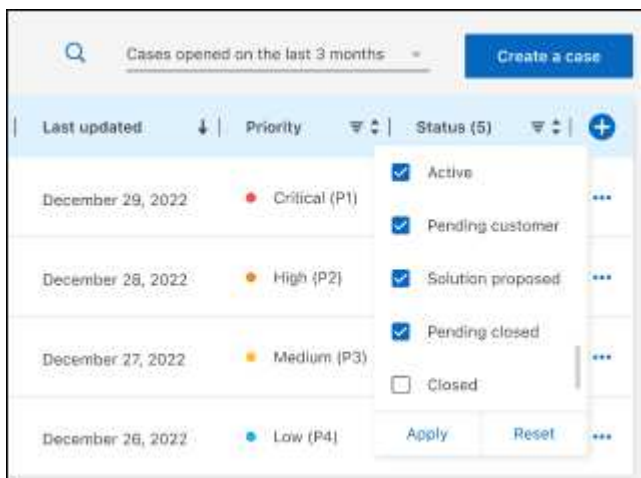 Cases opened on the last 3 months
Create a case
Last updated
Priority
Status (5)
Active
December 29, 2022
Critical (P1)
Pending customer
December 28, 2022
High (P2)
Solution proposed
Pending closed
December 27, 2022
Medium (P3)
Closed
December 26, 2022
Low (P4)
Apply
Reset